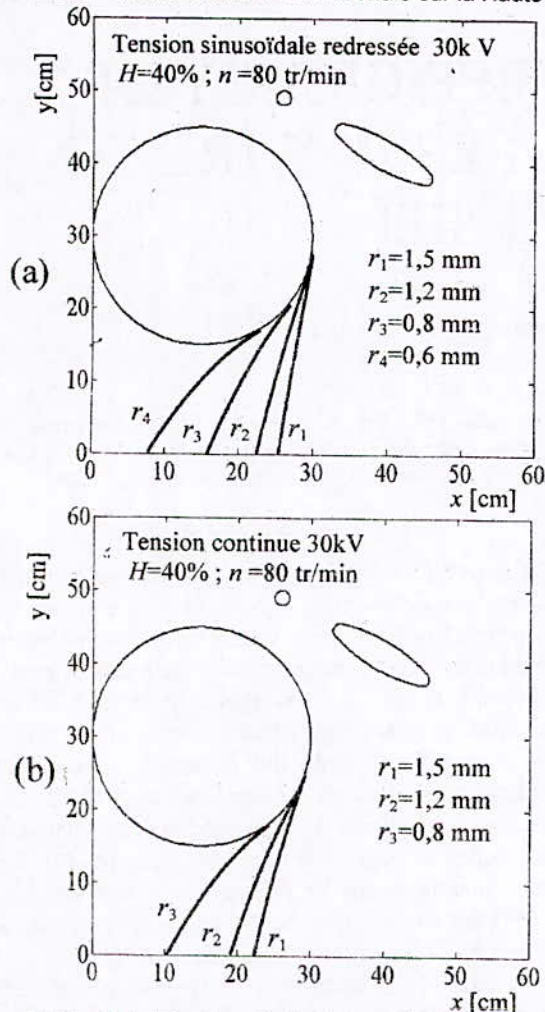 sur la Haute
60
Tension sinusoïdale redressée 30k V
H=40% ; n =80 tr/min
50
y[cm]
40
30
(a)
r₁=1,5 mm
r₂=1,2 mm
r₃=0,8 mm
r₄=0,6 mm
20
10
r₄
r₃
r₂
r₁
0
0 10 20 30 40 50 60
x [cm]
60
Tension continue 30kV
H=40% ; n =80 tr/min
50
y [cm]
40
30
(b)
r₁=1,5 mm
r₂=1,2 mm
r₃=0,8 mm
20
10
r₃
r₂
r₁
0
0 10 20 30 40 50 60
x [cm]